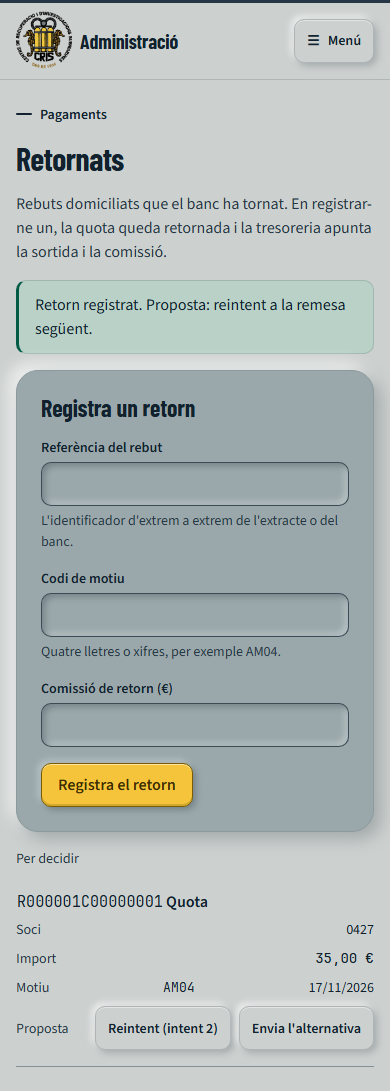 CRIS
Administració
☰ Menú
— Pagaments
Retornats
Rebuts domiciliats que el banc ha tornat. En registrar-
ne un, la quota queda retornada i la tresoreria apunta
la sortida i la comissió.
Retorn registrat. Proposta: reintent a la remesa
següent.
Registra un retorn
Referència del rebut
L'identificador d'extrem a extrem de l'extracte o del
banc.
Codi de motiu
Quatre lletres o xifres, per exemple AM04.
Comissió de retorn (€)
Registra el retorn
Per decidir
R000001C00000001 Quota
Soci 0427
Import 35,00 €
Motiu AM04 17/11/2026
Proposta Reintent (intent 2) Envia l'alternativa